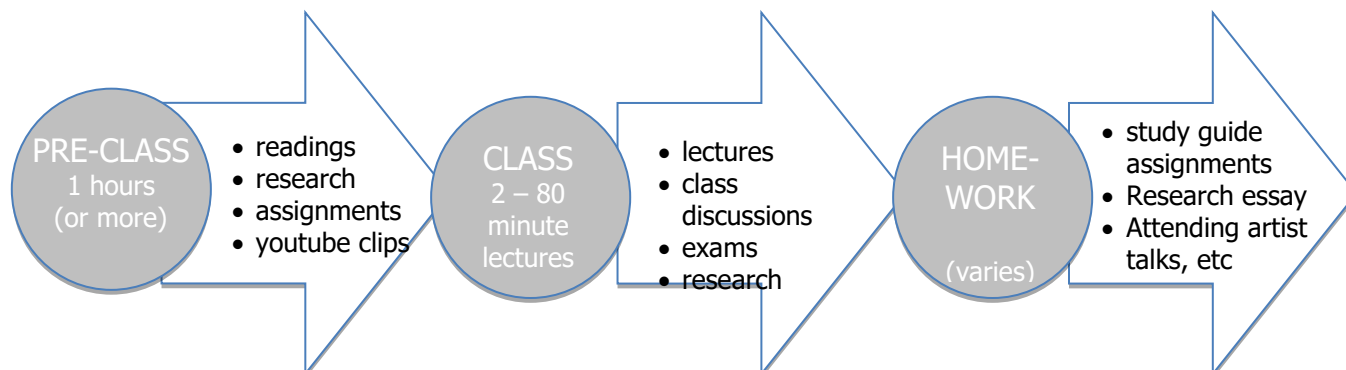 PRE-CLASS
1 hours
(or more)
• readings
• research
• assignments
• youtube clips
CLASS
2 – 80
minute
lectures
• lectures
• class
discussions
• exams
• research
HOME-
WORK
(varies)
• study guide
assignments
• Research essay
• Attending artist
talks, etc